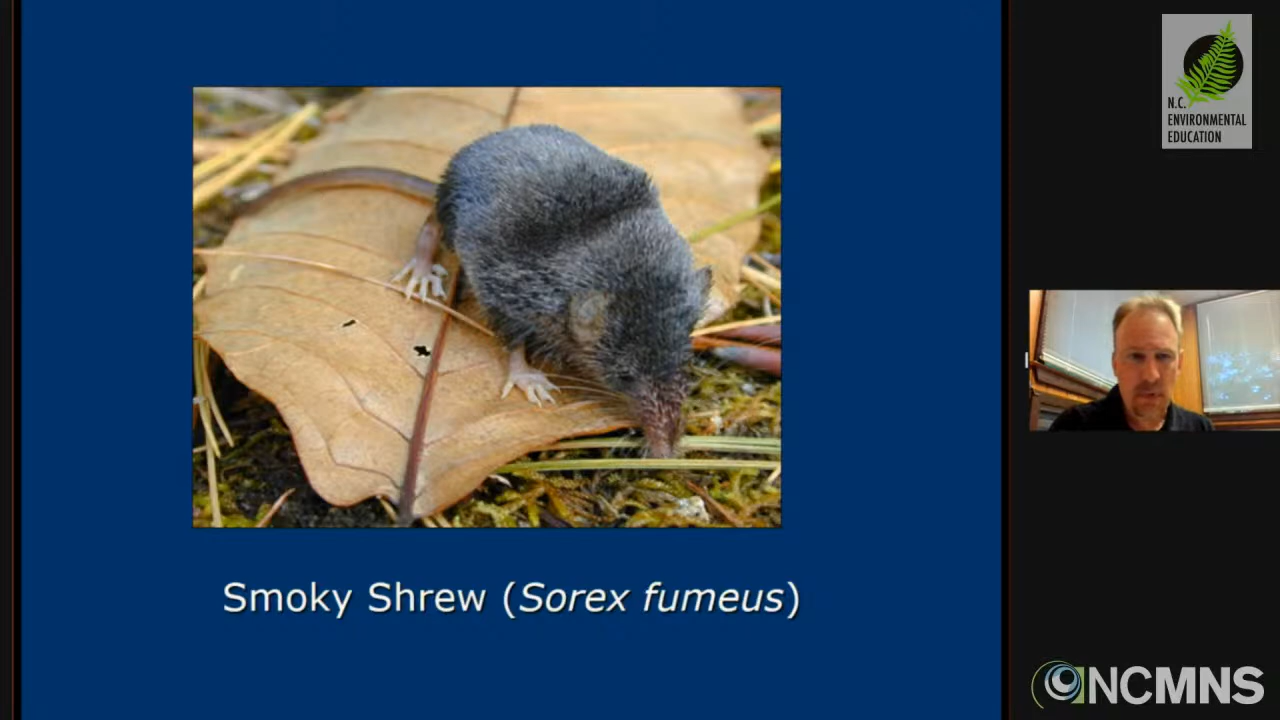 N.C.
ENVIRONMENTAL
EDUCATION
Smoky Shrew (Sorex fumeus)
NCMNS